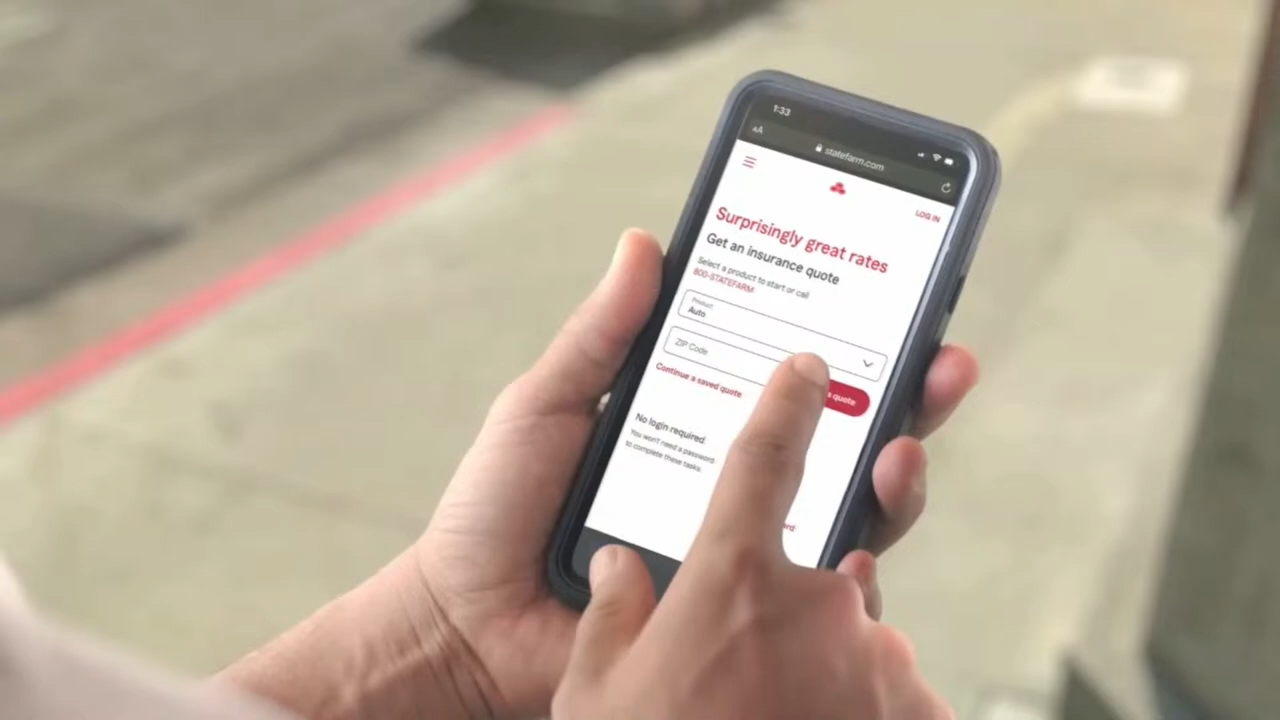 1:33
AA
statefarm.com
LOG IN
Surprisingly great rates
Get an insurance quote
Select a product to start or call
800-STATEFARM
Product
Auto
ZIP Code
a quote
Continue a saved quote
No login required
You won't need a password
to complete these tasks.